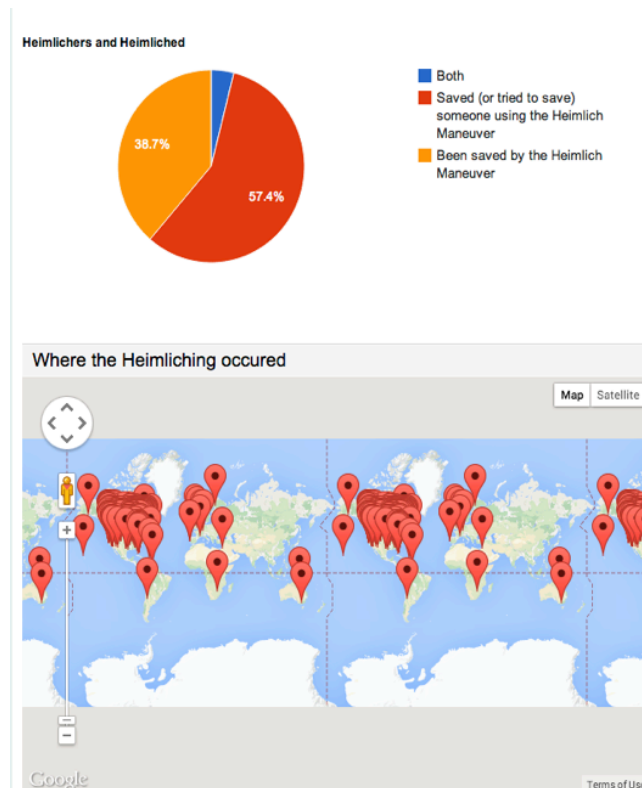 Heimlichers and Heimliched
Both
Saved (or tried to save)
someone using the Heimlich
Maneuver
Been saved by the Heimlich
Maneuver
38.7%
57.4%
Where the Heimliching occured
Map Satellite
Google
Terms of Use